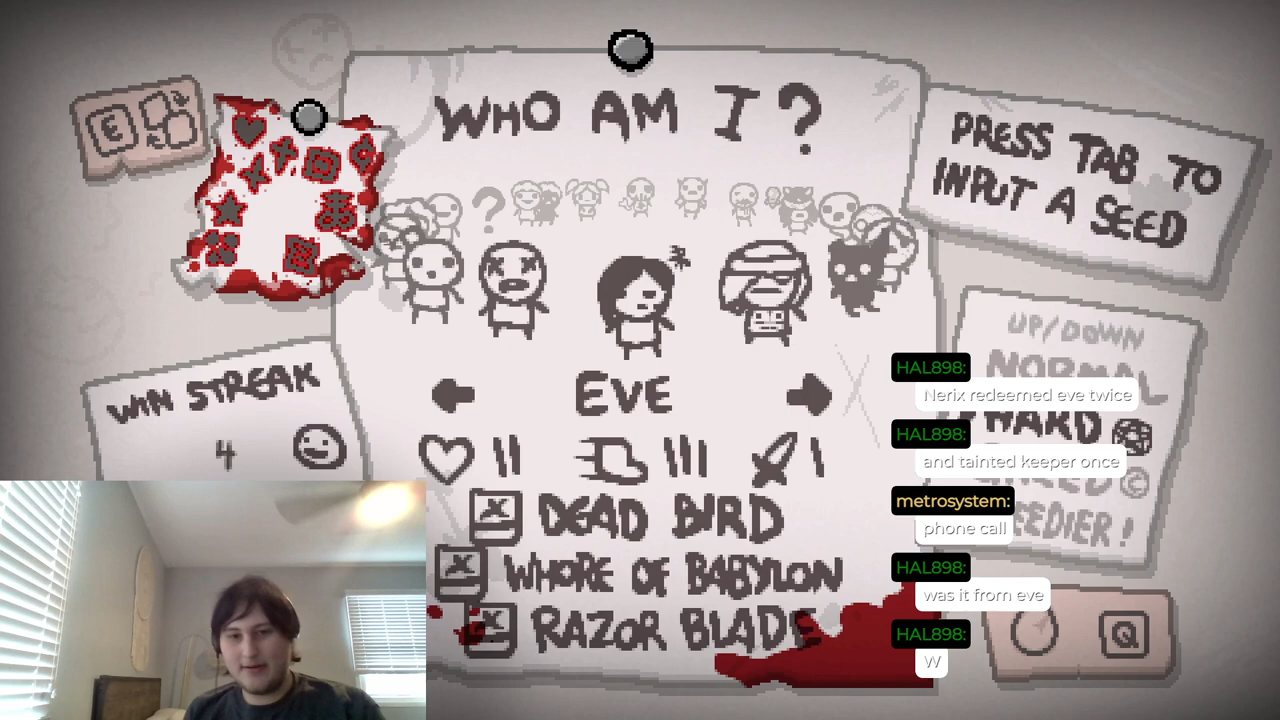 WHO AM I?
PRESS TAB TO
INPUT A SEED
?
WIN STREAK
4
UP/DOWN
NORMAL
HARD
EEDIER!
EVE
DEAD BIRD
WHORE OF BABYLON
RAZOR BLADE
Q
HAL898:
Nerix redeemed eve twice
HAL898:
and tainted keeper once
metrosystem:
phone call
HAL898:
was it from eve
HAL898:
W